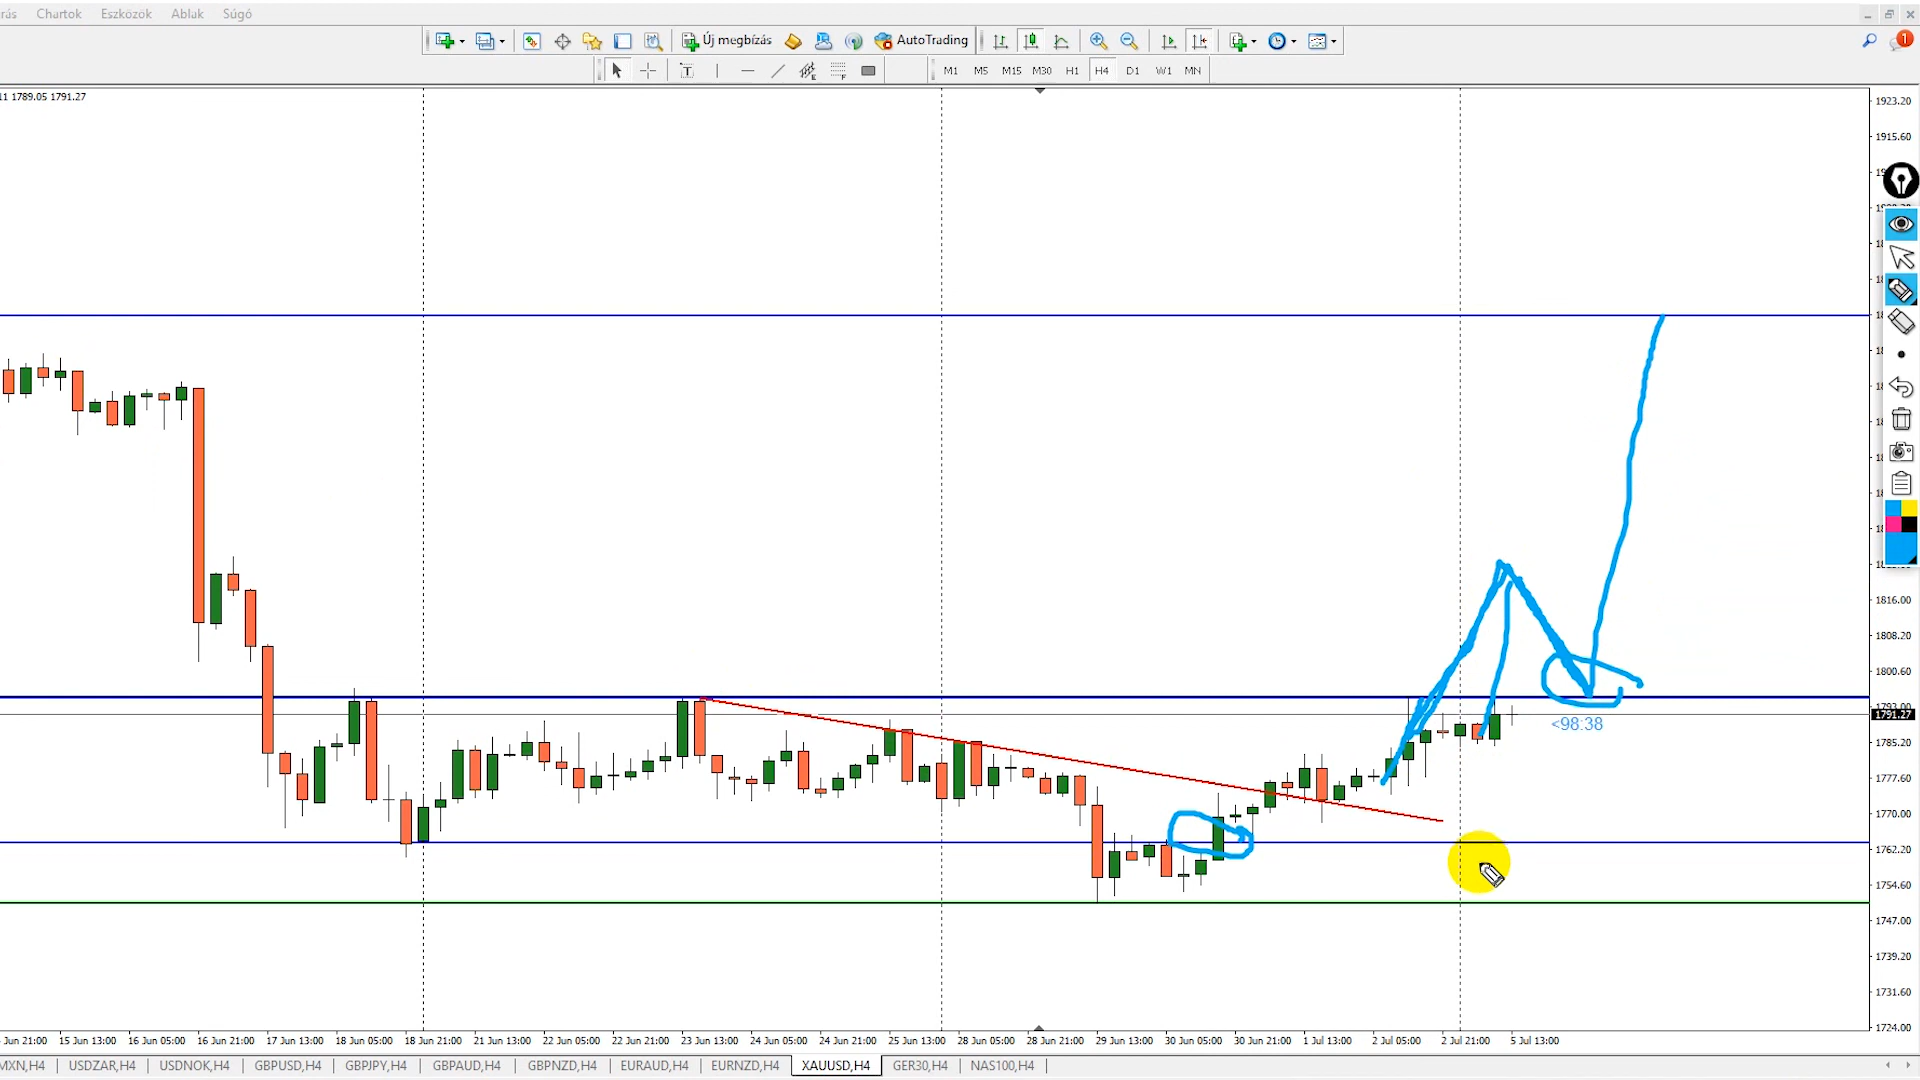 rás Chartok Eszközök Ablak Súgó
Új megbízás AutoTrading 1
T E F M1 M5 M15 M30 H1 H4 D1 W1 MN
11 1789.05 1791.27
1923.20
1915.60
1816.00
1808.20
1800.60
1793.00
1791.27
<98:38
1785.20
1777.60
1770.00
1762.20
1754.60
1747.00
1739.20
1731.60
1724.00
Jun 21:00 15 Jun 13:00 16 Jun 05:00 16 Jun 21:00 17 Jun 13:00 18 Jun 05:00 18 Jun 21:00 21 Jun 13:00 22 Jun 05:00 22 Jun 21:00 23 Jun 13:00 24 Jun 05:00 24 Jun 21:00 25 Jun 13:00 28 Jun 05:00 28 Jun 21:00 29 Jun 13:00 30 Jun 05:00 30 Jun 21:00 1 Jul 13:00 2 Jul 05:00 2 Jul 21:00 5 Jul 13:00
MXN,H4 USDZAR,H4 USDNOK,H4 GBPUSD,H4 GBPJPY,H4 GBPAUD,H4 GBPNZD,H4 EURAUD,H4 EURNZD,H4 XAUUSD,H4 GER30,H4 NAS100,H4